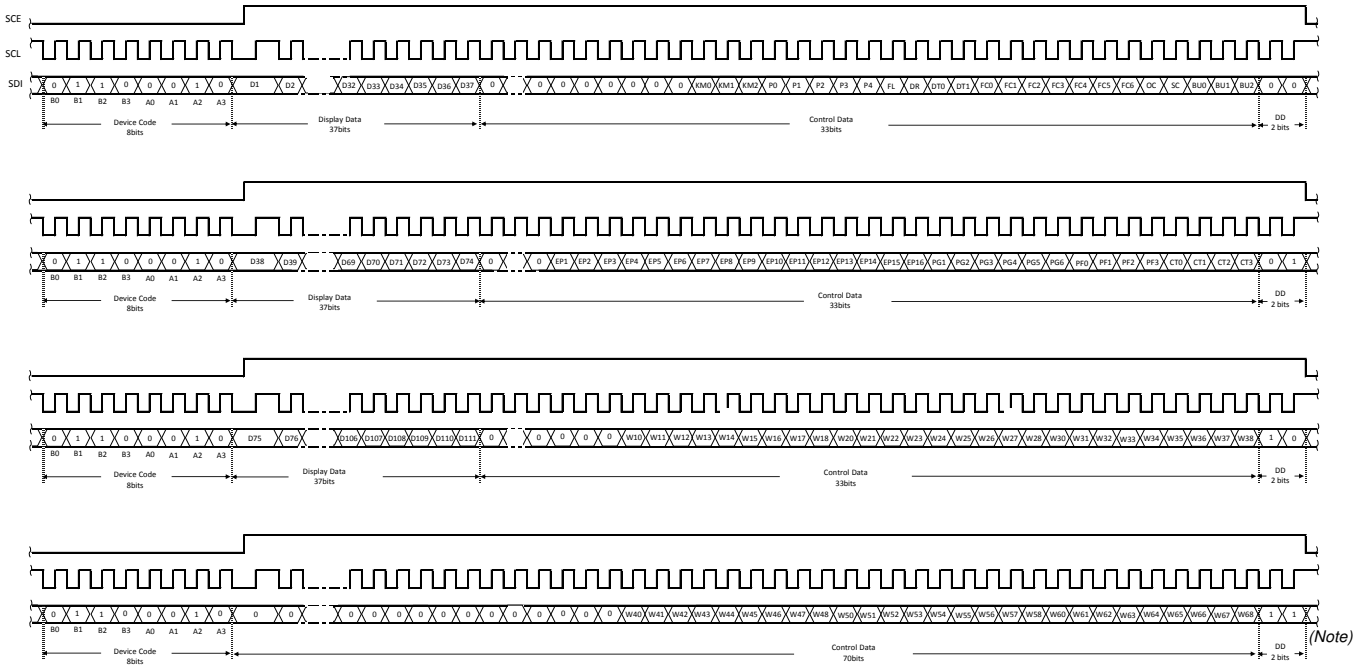 SCE
SCL
SDI 0 1 1 0 0 0 1 0 D1 D2 D32 D33 D34 D35 D36 D37 0 0 0 0 0 0 0 0 KM0 KM1 KM2 P0 P1 P2 P3 P4 FL DR DT0 DT1 FC0 FC1 FC2 FC3 FC4 FC5 FC6 OC SC BU0 BU1 BU2 0 0
B0 B1 B2 B3 A0 A1 A2 A3
Device Code Display Data Control Data DD
8bits 37bits 33bits 2 bits
0 1 1 0 0 0 1 0 D38 D39 D69 D70 D71 D72 D73 D74 0 0 EP1 EP2 EP3 EP4 EP5 EP6 EP7 EP8 EP9 EP10 EP11 EP12 EP13 EP14 EP15 EP16 PG1 PG2 PG3 PG4 PG5 PG6 PF0 PF1 PF2 PF3 CT0 CT1 CT2 CT3 0 1
B0 B1 B2 B3 A0 A1 A2 A3
Device Code Display Data Control Data DD
8bits 37bits 33bits 2 bits
0 1 1 0 0 0 1 0 D75 D76 D106 D107 D108 D109 D110 D111 0 0 0 0 0 W10 W11 W12 W13 W14 W15 W16 W17 W18 W20 W21 W22 W23 W24 W25 W26 W27 W28 W30 W31 W32 W33 W34 W35 W36 W37 W38 1 0
B0 B1 B2 B3 A0 A1 A2 A3
Device Code Display Data Control Data DD
8bits 37bits 33bits 2 bits
0 1 1 0 0 0 1 0 0 0 0 0 0 0 0 0 0 0 0 0 0 W40 W41 W42 W43 W44 W45 W46 W47 W48 W50 W51 W52 W53 W54 W55 W56 W57 W58 W60 W61 W62 W63 W64 W65 W66 W67 W68 1 1
B0 B1 B2 B3 A0 A1 A2 A3
(Note)
Device Code Control Data DD
8bits 70bits 2 bits